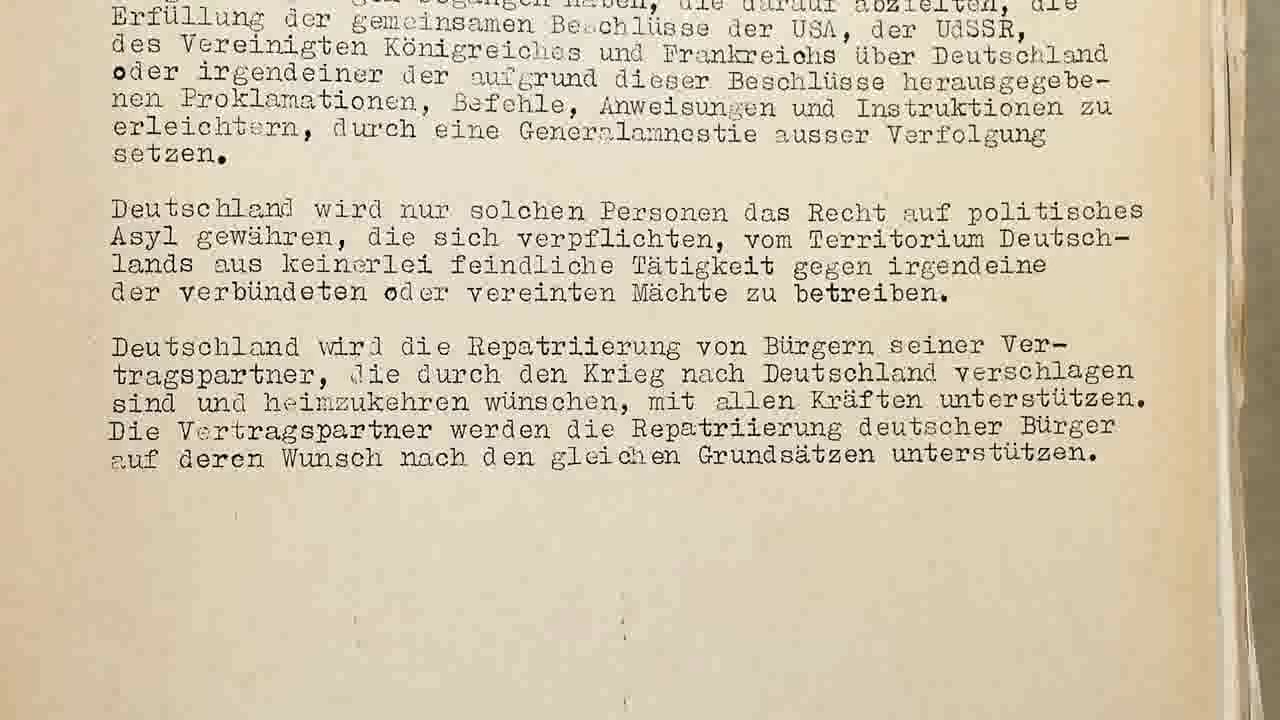 haben, die darauf abzielten, die
Erfüllung der gemeinsamen Beschlüsse der USA, der UdSSR,
des Vereinigten Königreiches und Frankreichs über Deutschland
oder irgendeiner der aufgrund dieser Beschlüsse herausgegebe-
nen Proklamationen, Befehle, Anweisungen und Instruktionen zu
erleichtern, durch eine Generalamnestie ausser Verfolgung
setzen.
Deutschland wird nur solchen Personen das Recht auf politisches
Asyl gewähren, die sich verpflichten, vom Territorium Deutsch-
lands aus keinerlei feindliche Tätigkeit gegen irgendeine
der verbündeten oder vereinten Mächte zu betreiben.
Deutschland wird die Repatriierung von Bürgern seiner Ver-
tragspartner, die durch den Krieg nach Deutschland verschlagen
sind und heimzukehren wünschen, mit allen Kräften unterstützen.
Die Vertragspartner werden die Repatriierung deutscher Bürger
auf deren Wunsch nach den gleichen Grundsätzen unterstützen.